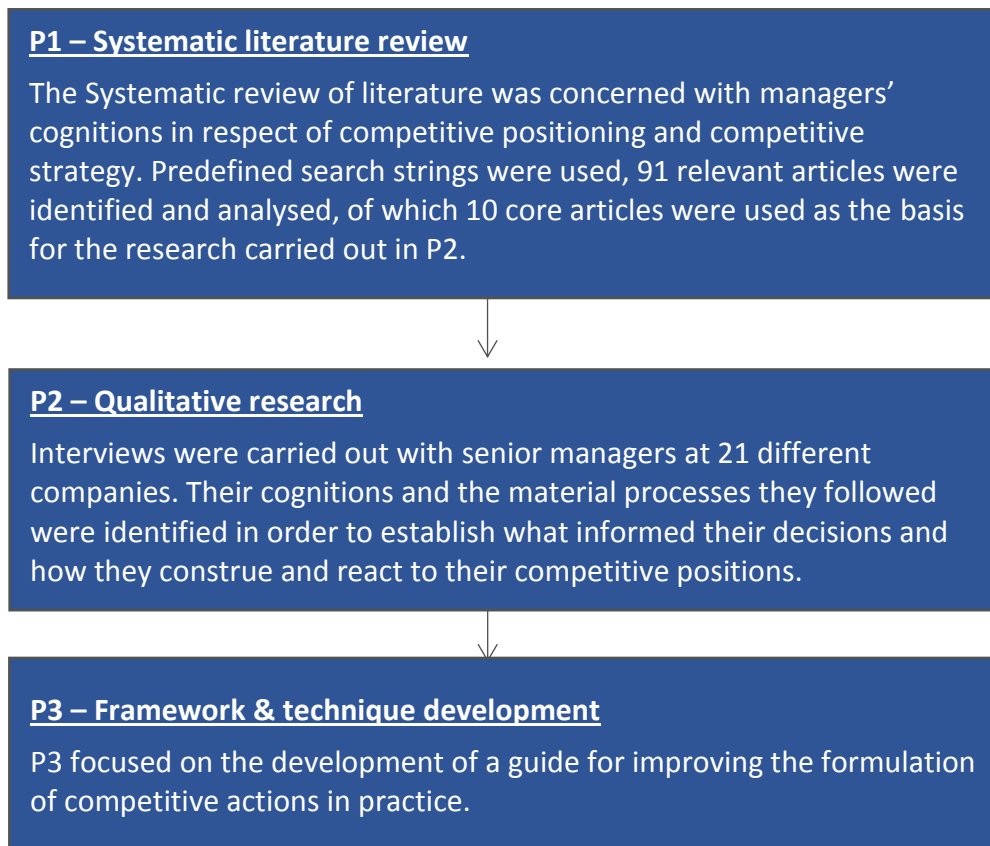 P1 – Systematic literature review
The Systematic review of literature was concerned with managers’
cognitions in respect of competitive positioning and competitive
strategy. Predefined search strings were used, 91 relevant articles were
identified and analysed, of which 10 core articles were used as the basis
for the research carried out in P2.
P2 – Qualitative research
Interviews were carried out with senior managers at 21 different
companies. Their cognitions and the material processes they followed
were identified in order to establish what informed their decisions and
how they construe and react to their competitive positions.
P3 – Framework & technique development
P3 focused on the development of a guide for improving the formulation
of competitive actions in practice.